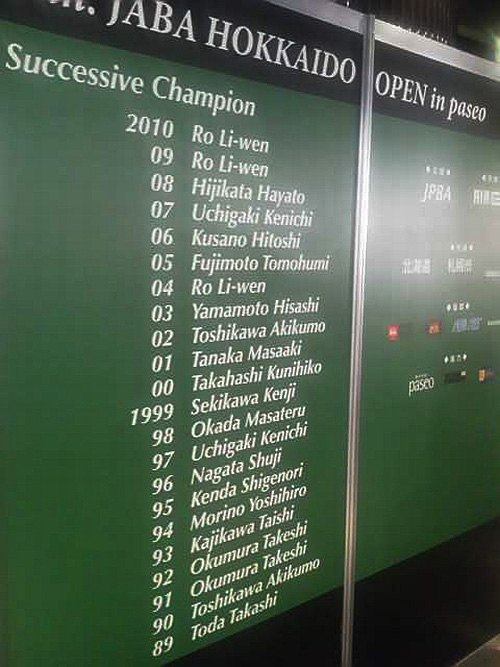 JABA HOKKAIDO OPEN in paseo
Successive Champion
2010 Ro Li-wen
09 Ro Li-wen
08 Hijikata Hayato
07 Uchigaki Kenichi
06 Kusano Hitoshi
05 Fujimoto Tomohumi
04 Ro Li-wen
03 Yamamoto Hisashi
02 Toshikawa Akikumo
01 Tanaka Masaaki
00 Takahashi Kunihiko
1999 Sekikawa Kenji
98 Okada Masateru
97 Uchigaki Kenichi
96 Nagata Shuji
95 Kenda Shigenori
94 Morino Yoshihiro
93 Kajikawa Taishi
92 Okumura Takeshi
91 Okumura Takeshi
90 Toshikawa Akikumo
89 Toda Takashi
JPBA
北海道 札幌市
paseo